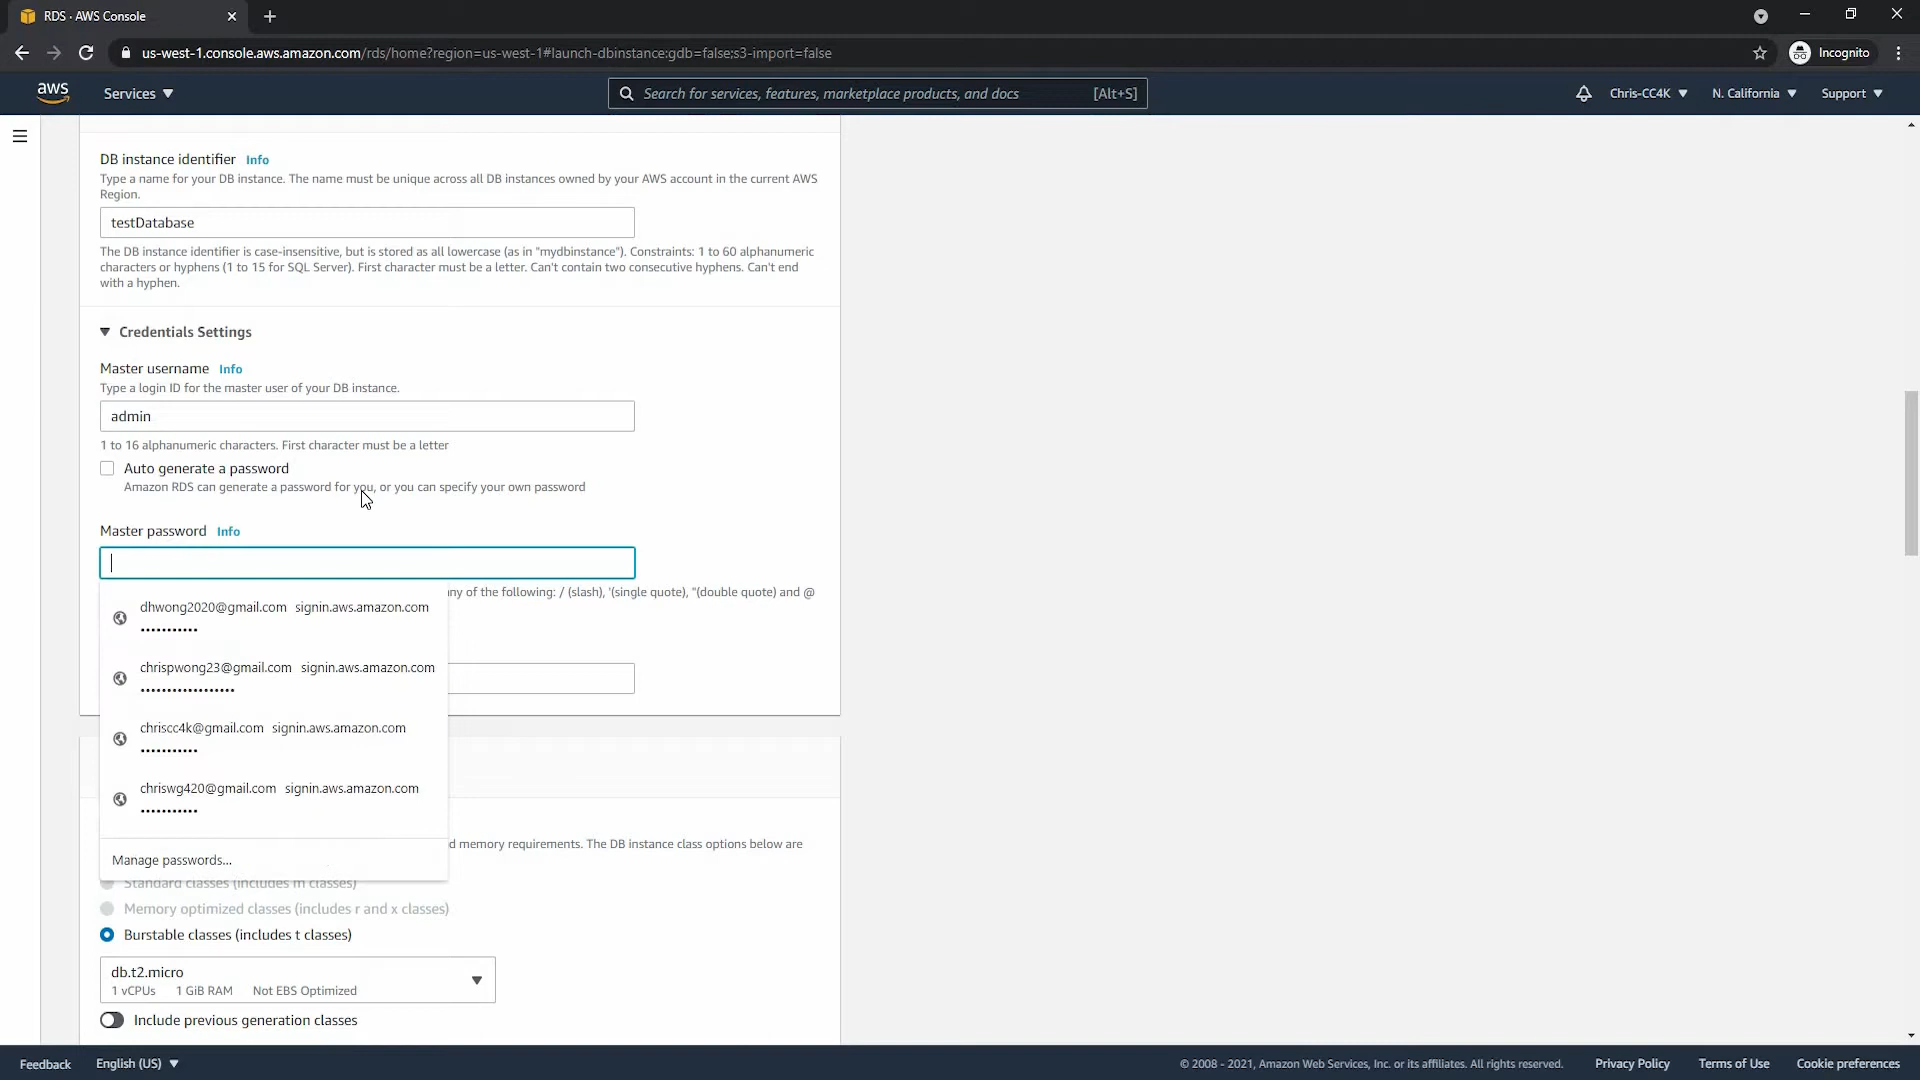 RDS · AWS Console
us-west-1.console.aws.amazon.com/rds/home?region=us-west-1#launch-dbinstance:gdb=false;s3-import=false
Incognito
aws
Services
Search for services, features, marketplace products, and docs
[Alt+S]
Chris-CC4K
N. California
Support
DB instance identifier Info
Type a name for your DB instance. The name must be unique across all DB instances owned by your AWS account in the current AWS
Region.
testDatabase
The DB instance identifier is case-insensitive, but is stored as all lowercase (as in "mydbinstance"). Constraints: 1 to 60 alphanumeric
characters or hyphens (1 to 15 for SQL Server). First character must be a letter. Can't contain two consecutive hyphens. Can't end
with a hyphen.
Credentials Settings
Master username Info
Type a login ID for the master user of your DB instance.
admin
1 to 16 alphanumeric characters. First character must be a letter
Auto generate a password
Amazon RDS can generate a password for you, or you can specify your own password
Master password Info
of the following: / (slash), '(single quote), "(double quote) and @
dhwong2020@gmail.com signin.aws.amazon.com
•••••••••••
chrispwong23@gmail.com signin.aws.amazon.com
••••••••••••••••••
chriscc4k@gmail.com signin.aws.amazon.com
•••••••••••
chriswg420@gmail.com signin.aws.amazon.com
•••••••••••
memory requirements. The DB instance class options below are
Manage passwords...
Standard classes (includes m classes)
Memory optimized classes (includes r and x classes)
Burstable classes (includes t classes)
db.t2.micro
1 vCPUs 1 GiB RAM Not EBS Optimized
Include previous generation classes
Feedback
English (US)
© 2008 - 2021, Amazon Web Services, Inc. or its affiliates. All rights reserved.
Privacy Policy
Terms of Use
Cookie preferences